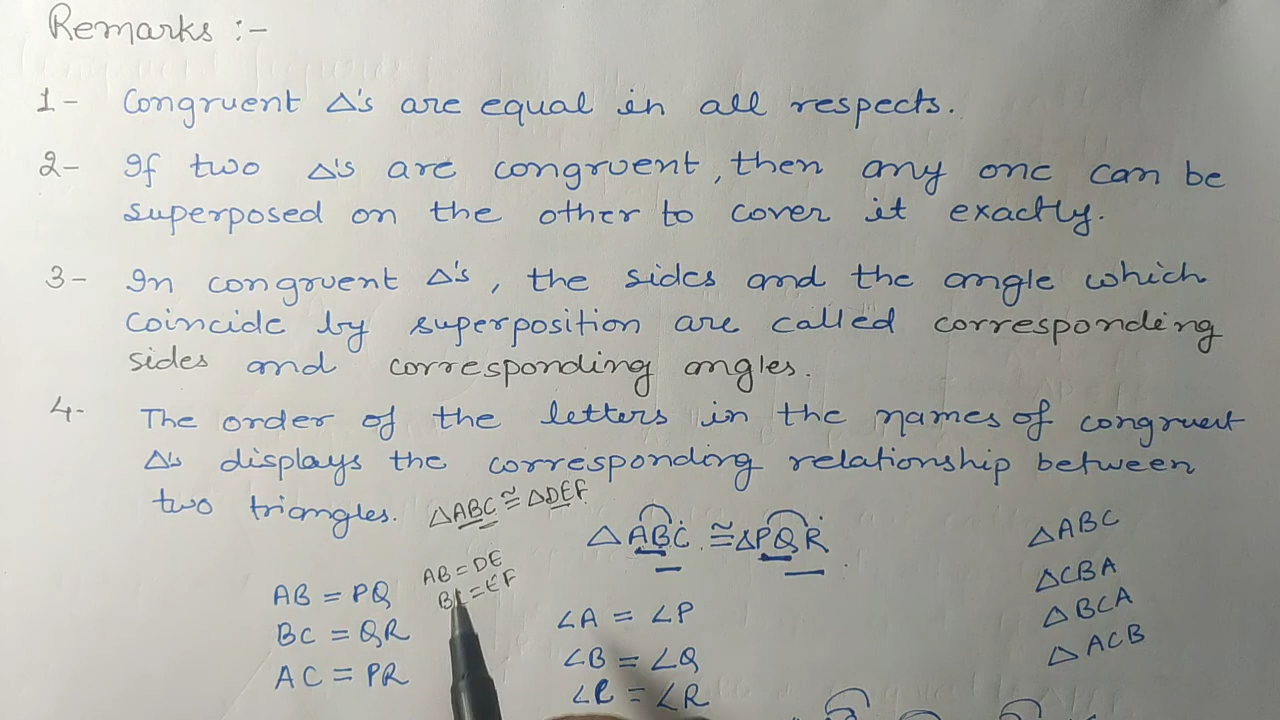 Remarks :-
1- Congruent Δ's are equal in all respects.
2- If two Δ's are congruent, then any one can be
superposed on the other to cover it exactly.
3- In congruent Δ's, the sides and the angle which
coincide by superposition are called corresponding
sides and corresponding angles.
4- The order of the letters in the names of congruent
Δ's displays the corresponding relationship between
two triangles.
ΔABC ≅ ΔDEF
ΔABC ≅ ΔPQR
AB = DE
BC = EF
AB = PQ
BC = QR
AC = PR
∠A = ∠P
∠B = ∠Q
= ∠R
ΔABC
ΔCBA
ΔBCA
ΔACB